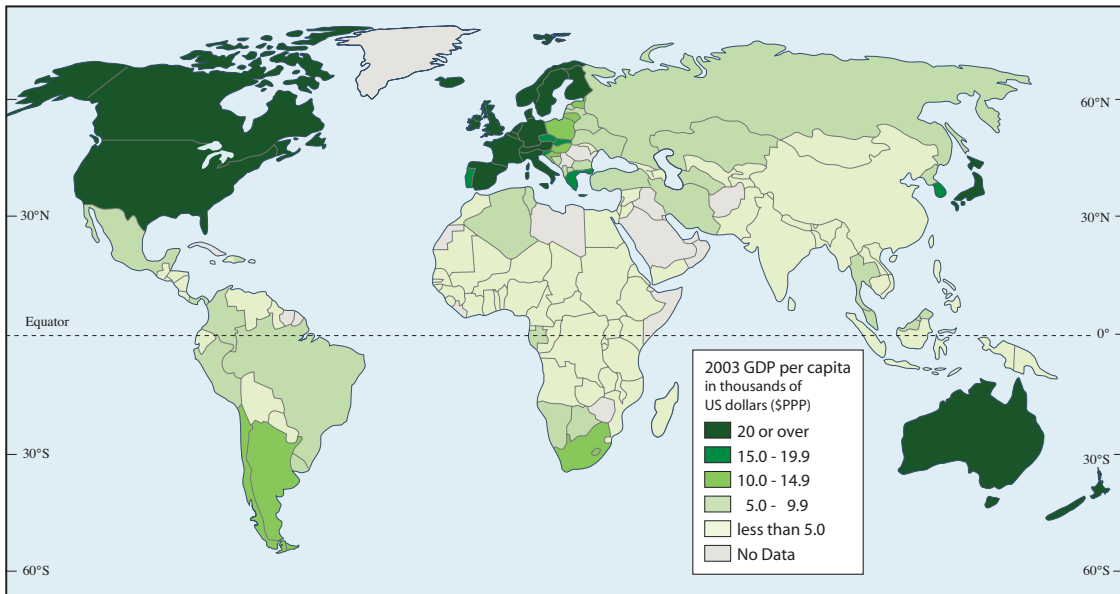 60°N
60°N
30°N
30°N
Equator
0°
2003 GDP per capita
in thousands of
US dollars ($PPP)
20 or over
15.0 - 19.9
10.0 - 14.9
5.0 - 9.9
less than 5.0
No Data
30°S
30°S
60°S
60°S